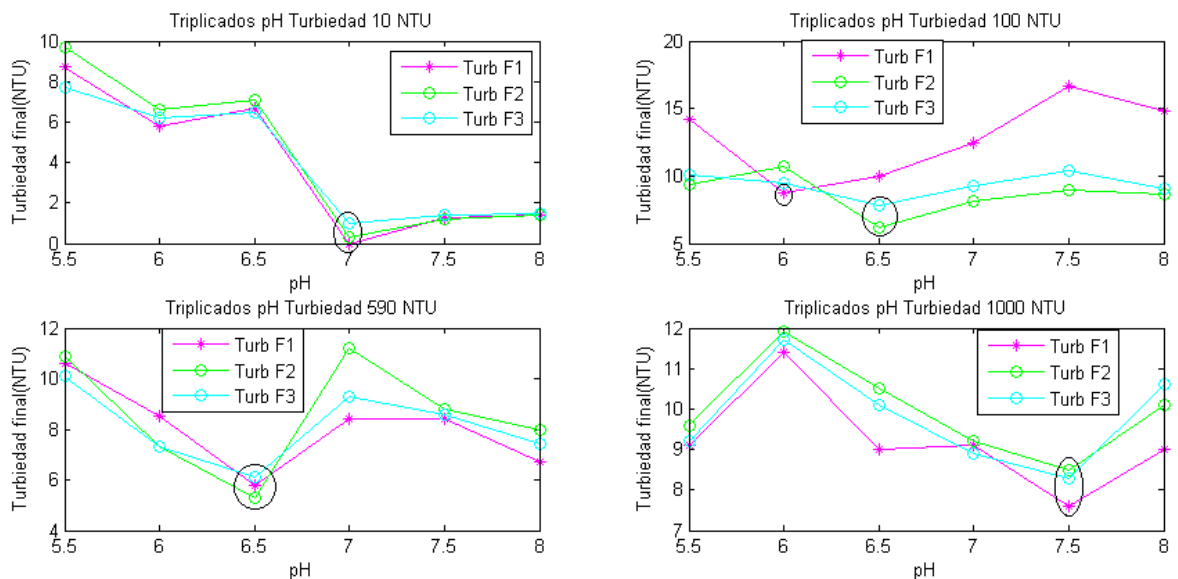 Triplicados pH Turbiedad 10 NTU
Turbiedad final(NTU)
10
8
6
4
2
0
Turb F1
Turb F2
Turb F3
5.5 6 6.5 7 7.5 8
pH
Triplicados pH Turbiedad 100 NTU
Turbiedad final(NTU)
20
15
10
5
Turb F1
Turb F2
Turb F3
5.5 6 6.5 7 7.5 8
pH
Triplicados pH Turbiedad 590 NTU
Turbiedad final(NTU)
12
10
8
6
4
Turb F1
Turb F2
Turb F3
5.5 6 6.5 7 7.5 8
pH
Triplicados pH Turbiedad 1000 NTU
Turbiedad final(NTU)
12
11
10
9
8
7
Turb F1
Turb F2
Turb F3
5.5 6 6.5 7 7.5 8
pH